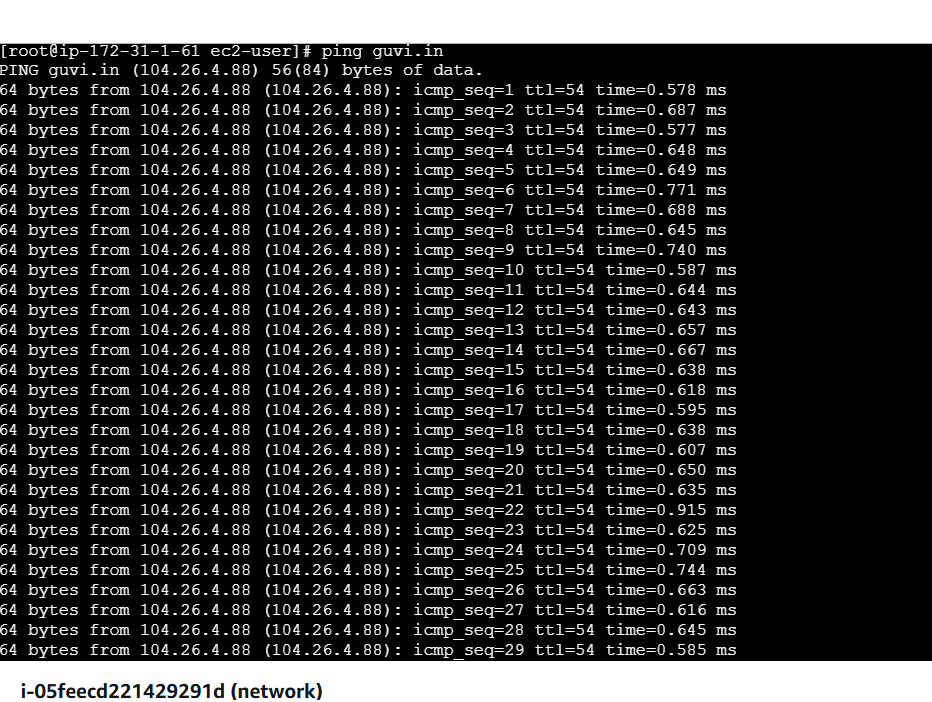 [root@ip-172-31-1-61 ec2-user]# ping guvi.in
PING guvi.in (104.26.4.88) 56(84) bytes of data.
64 bytes from 104.26.4.88 (104.26.4.88): icmp_seq=1 ttl=54 time=0.578 ms
64 bytes from 104.26.4.88 (104.26.4.88): icmp_seq=2 ttl=54 time=0.687 ms
64 bytes from 104.26.4.88 (104.26.4.88): icmp_seq=3 ttl=54 time=0.577 ms
64 bytes from 104.26.4.88 (104.26.4.88): icmp_seq=4 ttl=54 time=0.648 ms
64 bytes from 104.26.4.88 (104.26.4.88): icmp_seq=5 ttl=54 time=0.649 ms
64 bytes from 104.26.4.88 (104.26.4.88): icmp_seq=6 ttl=54 time=0.771 ms
64 bytes from 104.26.4.88 (104.26.4.88): icmp_seq=7 ttl=54 time=0.688 ms
64 bytes from 104.26.4.88 (104.26.4.88): icmp_seq=8 ttl=54 time=0.645 ms
64 bytes from 104.26.4.88 (104.26.4.88): icmp_seq=9 ttl=54 time=0.740 ms
64 bytes from 104.26.4.88 (104.26.4.88): icmp_seq=10 ttl=54 time=0.587 ms
64 bytes from 104.26.4.88 (104.26.4.88): icmp_seq=11 ttl=54 time=0.644 ms
64 bytes from 104.26.4.88 (104.26.4.88): icmp_seq=12 ttl=54 time=0.643 ms
64 bytes from 104.26.4.88 (104.26.4.88): icmp_seq=13 ttl=54 time=0.657 ms
64 bytes from 104.26.4.88 (104.26.4.88): icmp_seq=14 ttl=54 time=0.667 ms
64 bytes from 104.26.4.88 (104.26.4.88): icmp_seq=15 ttl=54 time=0.638 ms
64 bytes from 104.26.4.88 (104.26.4.88): icmp_seq=16 ttl=54 time=0.618 ms
64 bytes from 104.26.4.88 (104.26.4.88): icmp_seq=17 ttl=54 time=0.595 ms
64 bytes from 104.26.4.88 (104.26.4.88): icmp_seq=18 ttl=54 time=0.638 ms
64 bytes from 104.26.4.88 (104.26.4.88): icmp_seq=19 ttl=54 time=0.607 ms
64 bytes from 104.26.4.88 (104.26.4.88): icmp_seq=20 ttl=54 time=0.650 ms
64 bytes from 104.26.4.88 (104.26.4.88): icmp_seq=21 ttl=54 time=0.635 ms
64 bytes from 104.26.4.88 (104.26.4.88): icmp_seq=22 ttl=54 time=0.915 ms
64 bytes from 104.26.4.88 (104.26.4.88): icmp_seq=23 ttl=54 time=0.625 ms
64 bytes from 104.26.4.88 (104.26.4.88): icmp_seq=24 ttl=54 time=0.709 ms
64 bytes from 104.26.4.88 (104.26.4.88): icmp_seq=25 ttl=54 time=0.744 ms
64 bytes from 104.26.4.88 (104.26.4.88): icmp_seq=26 ttl=54 time=0.663 ms
64 bytes from 104.26.4.88 (104.26.4.88): icmp_seq=27 ttl=54 time=0.616 ms
64 bytes from 104.26.4.88 (104.26.4.88): icmp_seq=28 ttl=54 time=0.645 ms
64 bytes from 104.26.4.88 (104.26.4.88): icmp_seq=29 ttl=54 time=0.585 ms
i-05feecd221429291d (network)